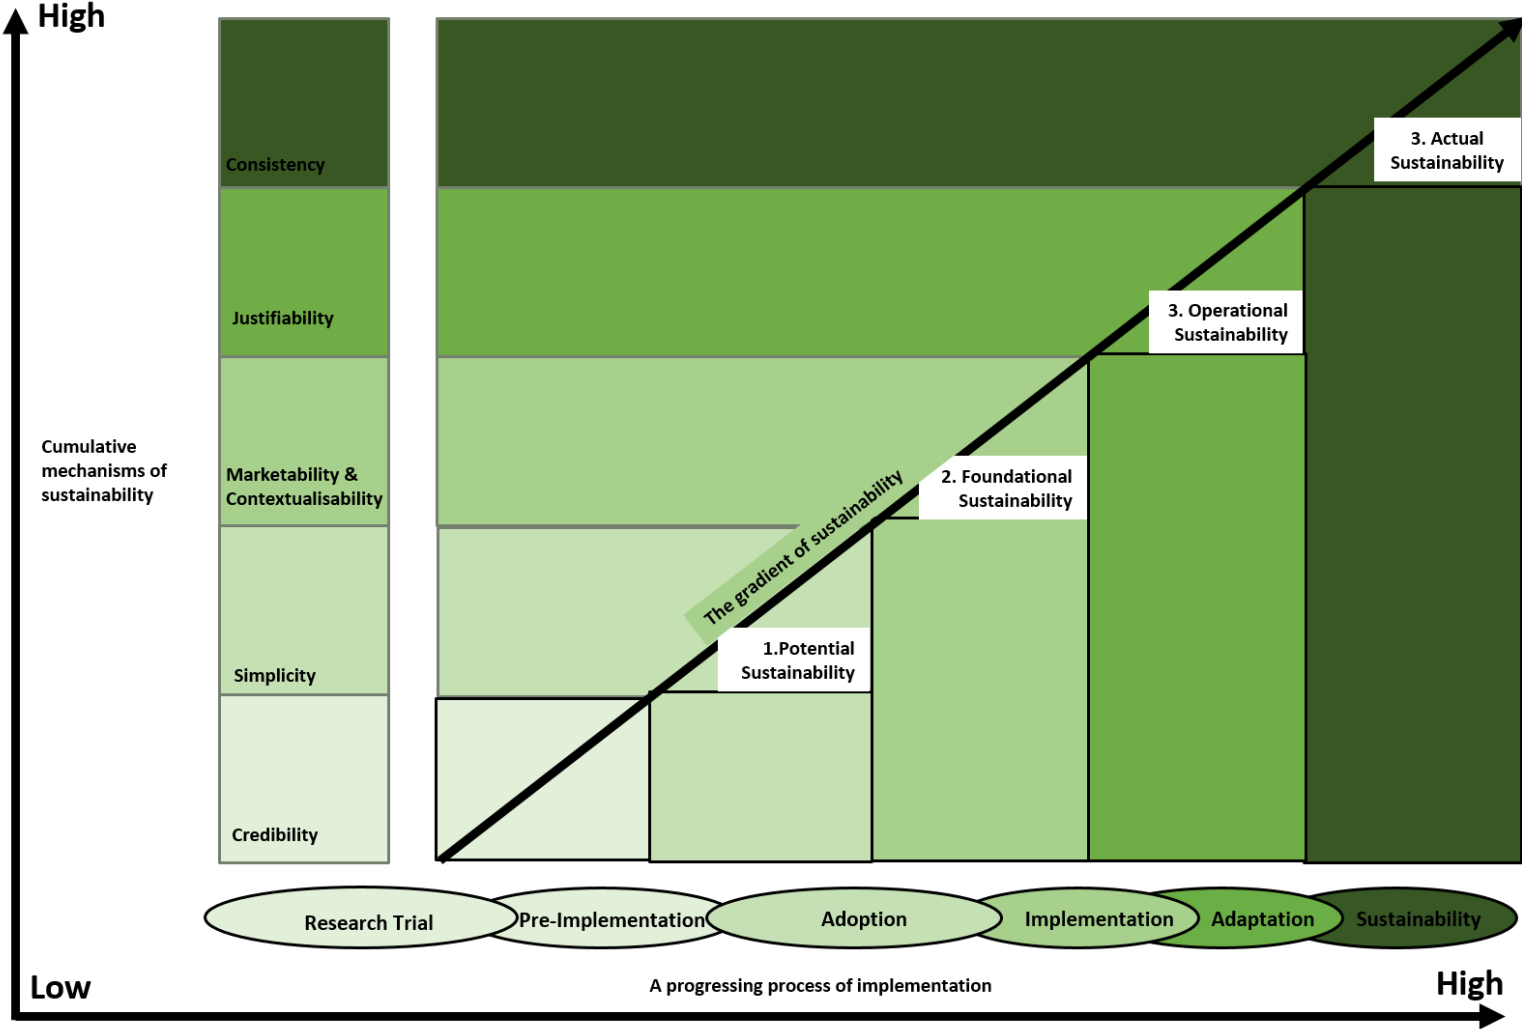 High
Consistency
3. Actual
Sustainability
Justifiability
3. Operational
Sustainability
Cumulative
mechanisms of
sustainability
Marketability &
Contextualisability
The gradient of sustainability
2. Foundational
Sustainability
Simplicity
1.Potential
Sustainability
Credibility
Research Trial
Pre-Implementation
Adoption
Implementation
Adaptation
Sustainability
Low
A progressing process of implementation
High